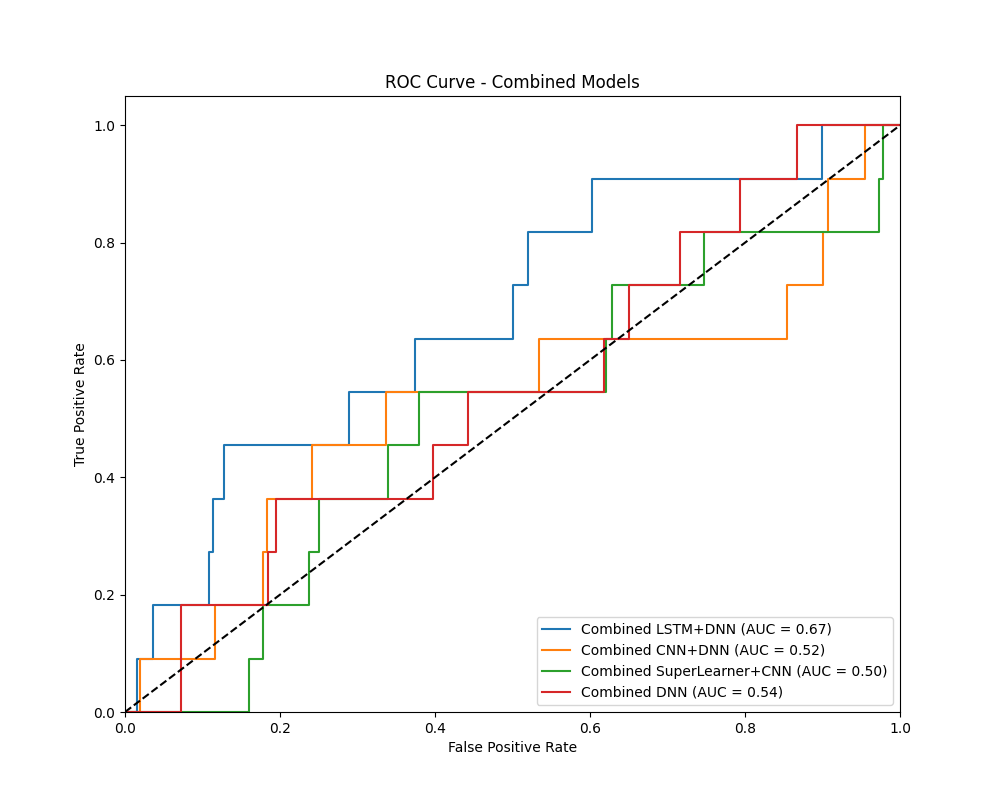 ROC Curve - Combined Models
1.0
0.8
0.6
0.4
0.2
0.0
True Positive Rate
0.0 0.2 0.4 0.6 0.8 1.0
False Positive Rate
Combined LSTM+DNN (AUC = 0.67)
Combined CNN+DNN (AUC = 0.52)
Combined SuperLearner+CNN (AUC = 0.50)
Combined DNN (AUC = 0.54)